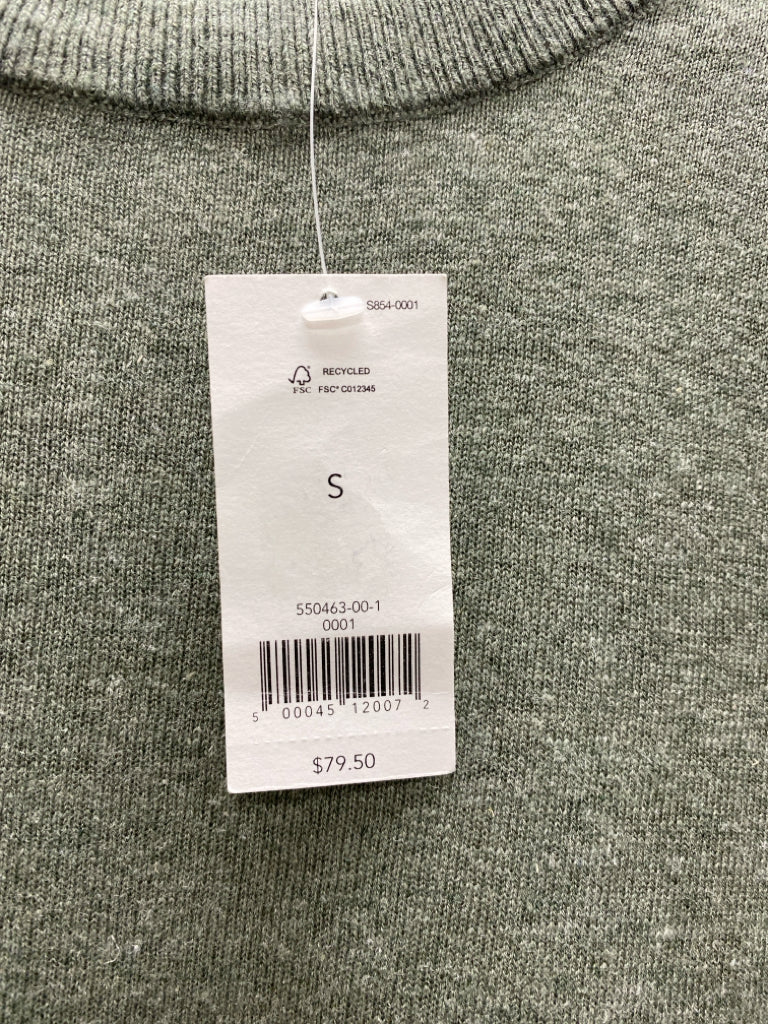 S854-0001
RECYCLED
FSC FSC® C012345
S
550463-00-1
0001
5 00045 12007 2
$79.50